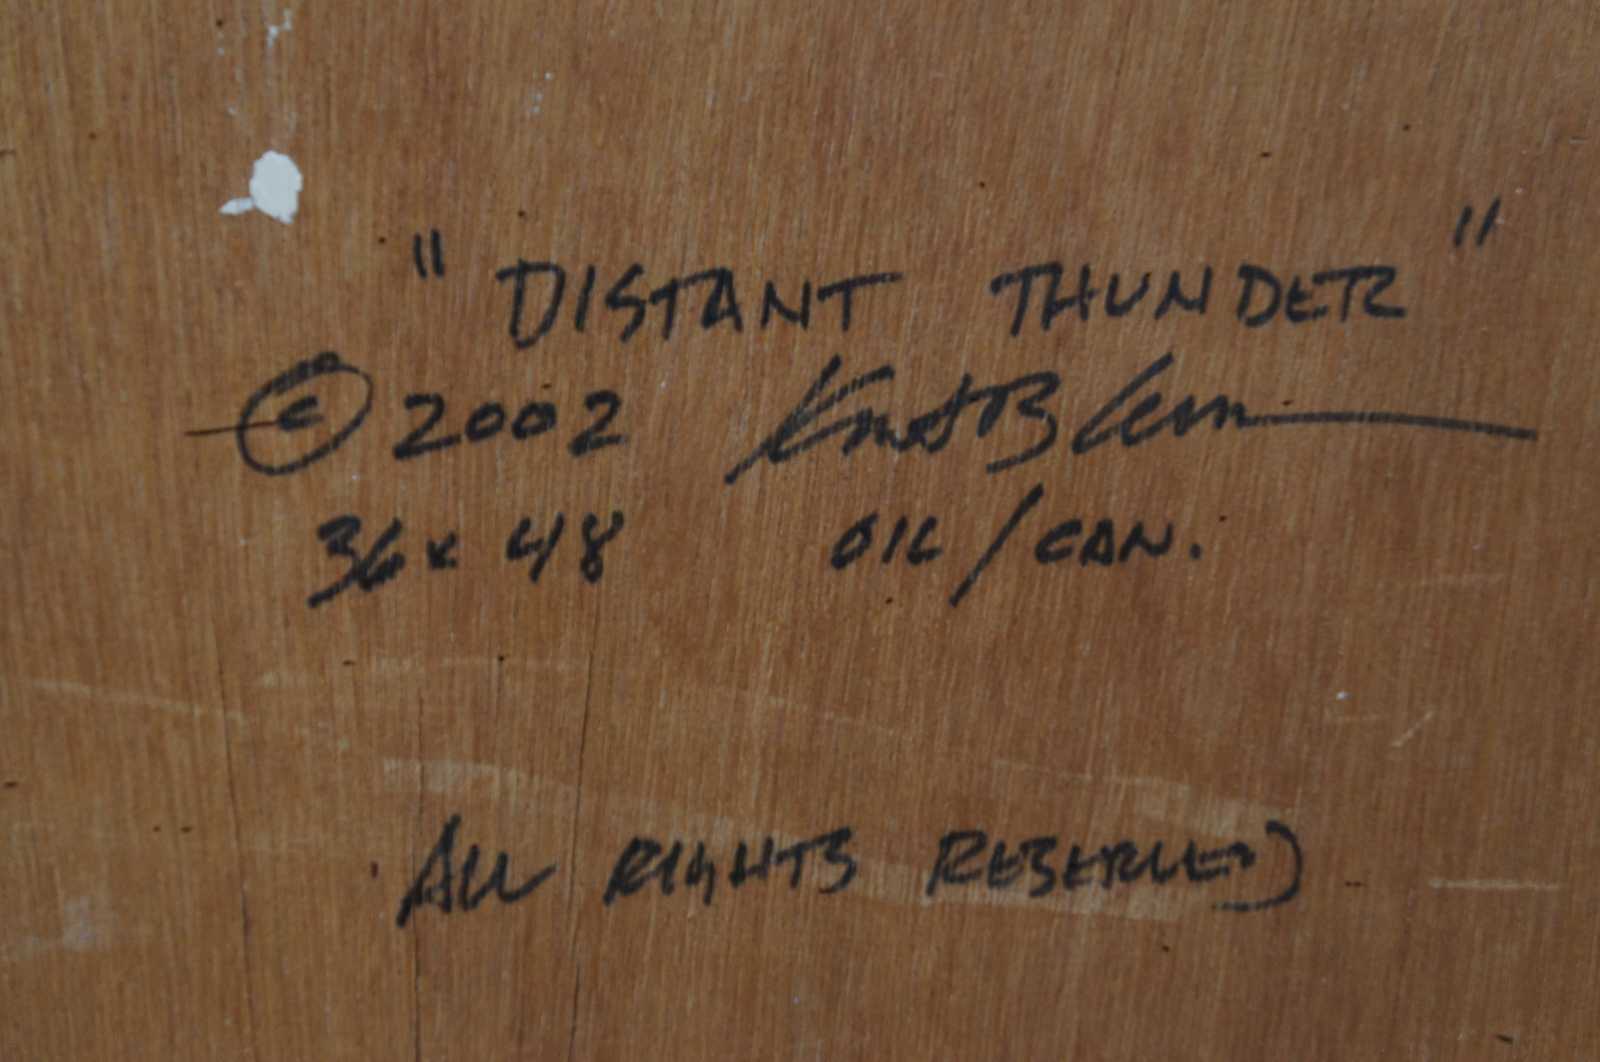 "DISTANT THUNDER"
© 2002
36 x 48 OIL/CAN.
ALL RIGHTS RESERVED